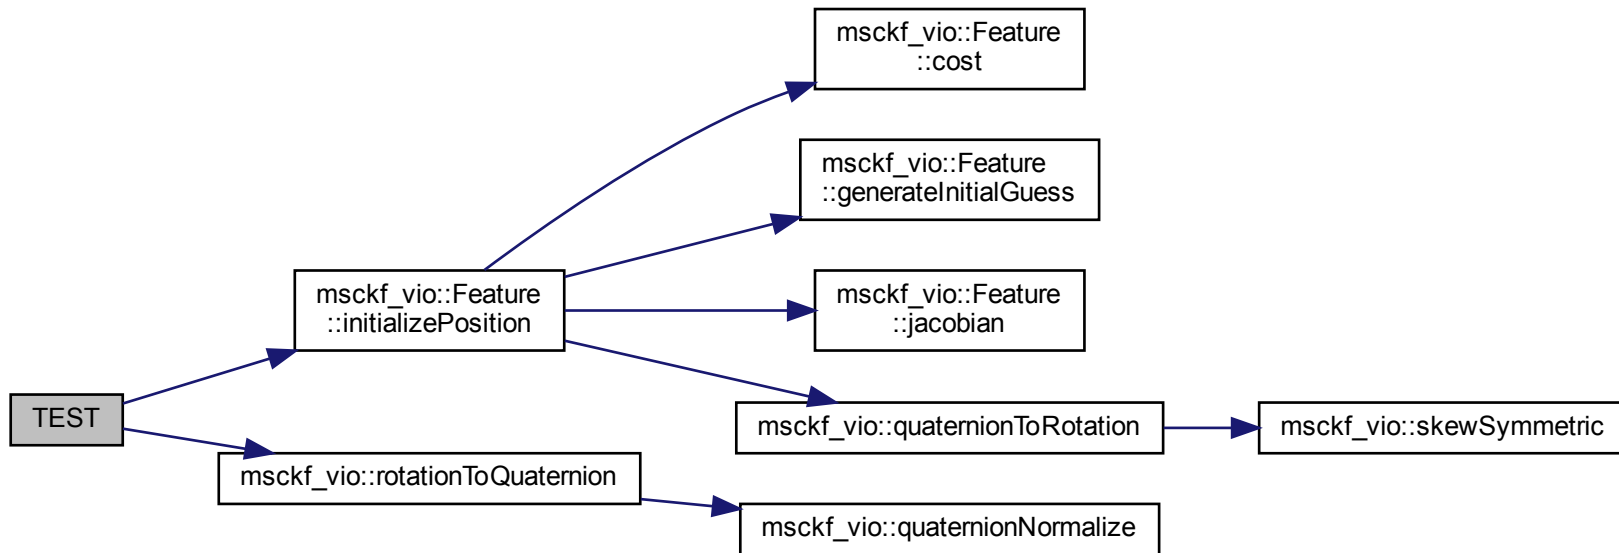 msckf_vio::Feature
::cost
msckf_vio::Feature
::generateInitialGuess
msckf_vio::Feature
::initializePosition
msckf_vio::Feature
::jacobian
TEST
msckf_vio::quaternionToRotation
msckf_vio::skewSymmetric
msckf_vio::rotationToQuaternion
msckf_vio::quaternionNormalize